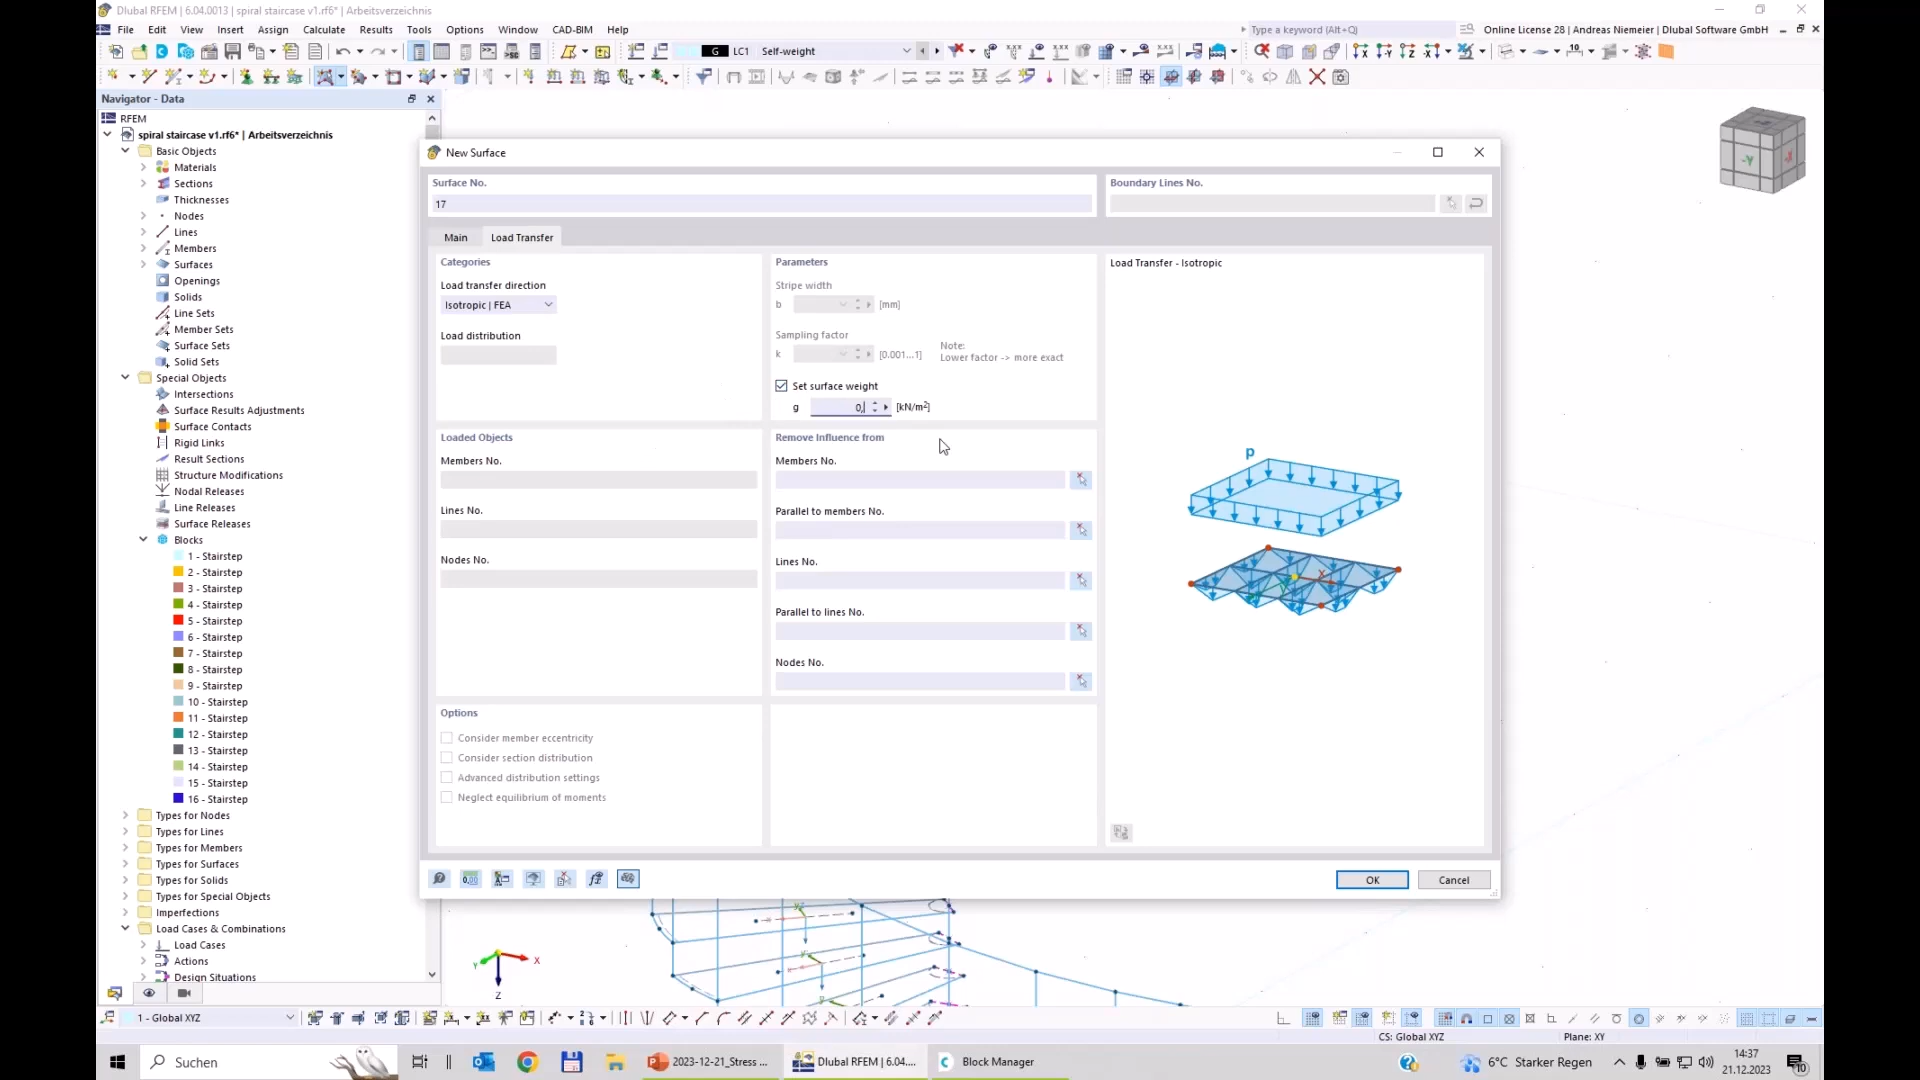 Dlubal RFEM | 6.04.0013 | spiral staircase v1.rf6* | Arbeitsverzeichnis
File Edit View Insert Assign Calculate Results Tools Options Window CAD-BIM Help
Type a keyword (Alt+Q)
Online License 28 | Andreas Niemeier | Dlubal Software GmbH
G LC1 Self-weight
Navigator - Data
RFEM
spiral staircase v1.rf6* | Arbeitsverzeichnis
Basic Objects
Materials
Sections
Thicknesses
Nodes
Lines
Members
Surfaces
Openings
Solids
Line Sets
Member Sets
Surface Sets
Solid Sets
Special Objects
Intersections
Surface Results Adjustments
Surface Contacts
Rigid Links
Result Sections
Structure Modifications
Nodal Releases
Line Releases
Surface Releases
Blocks
1 - Stairstep
2 - Stairstep
3 - Stairstep
4 - Stairstep
5 - Stairstep
6 - Stairstep
7 - Stairstep
8 - Stairstep
9 - Stairstep
10 - Stairstep
11 - Stairstep
12 - Stairstep
13 - Stairstep
14 - Stairstep
15 - Stairstep
16 - Stairstep
Types for Nodes
Types for Lines
Types for Members
Types for Surfaces
Types for Solids
Types for Special Objects
Imperfections
Load Cases & Combinations
Load Cases
Actions
Design Situations
New Surface
Surface No.
17
Boundary Lines No.
Main
Load Transfer
Categories
Load transfer direction
Isotropic | FEA
Load distribution
Parameters
Stripe width
b [mm]
Sampling factor
k [0.001...1]
Note:
Lower factor -> more exact
Set surface weight
g 0, [kN/m2]
Loaded Objects
Members No.
Lines No.
Nodes No.
Remove Influence from
Members No.
Parallel to members No.
Lines No.
Parallel to lines No.
Nodes No.
Options
Consider member eccentricity
Consider section distribution
Advanced distribution settings
Neglect equilibrium of moments
Load Transfer - Isotropic
p
X
OK
Cancel
Y
X
Z
-Y
1 - Global XYZ
CS: Global XYZ
Plane: XY
Suchen
2023-12-21_Stress ...
Dlubal RFEM | 6.04....
Block Manager
6°C Starker Regen
14:37
21.12.2023
10